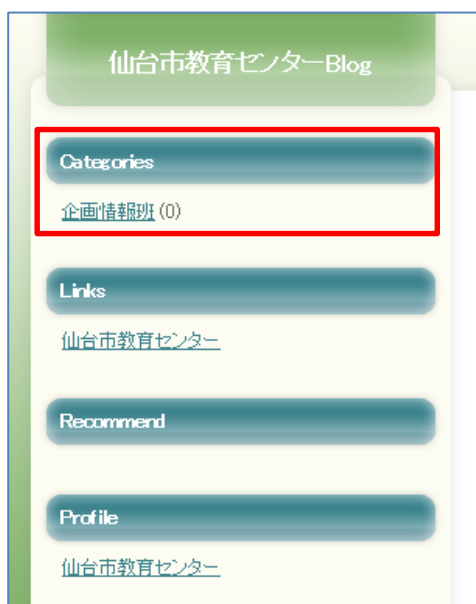 仙台市教育センターBlog
Categories
企画情報班 (0)
Links
仙台市教育センター
Recommend
Profile
仙台市教育センター